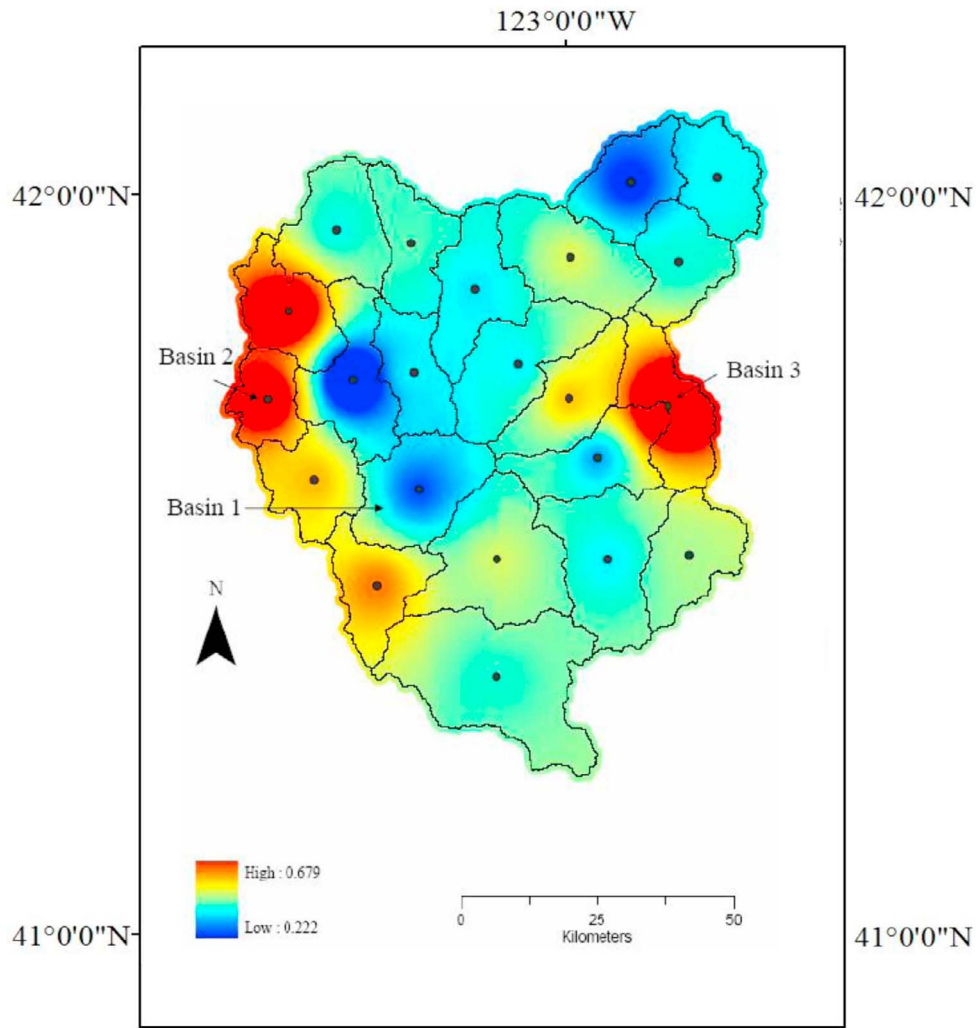 123°0'0"W
42°0'0"N
42°0'0"N
Basin 2
Basin 3
Basin 1
N
High : 0.679
Low : 0.222
0
25
50
Kilometers
41°0'0"N
41°0'0"N